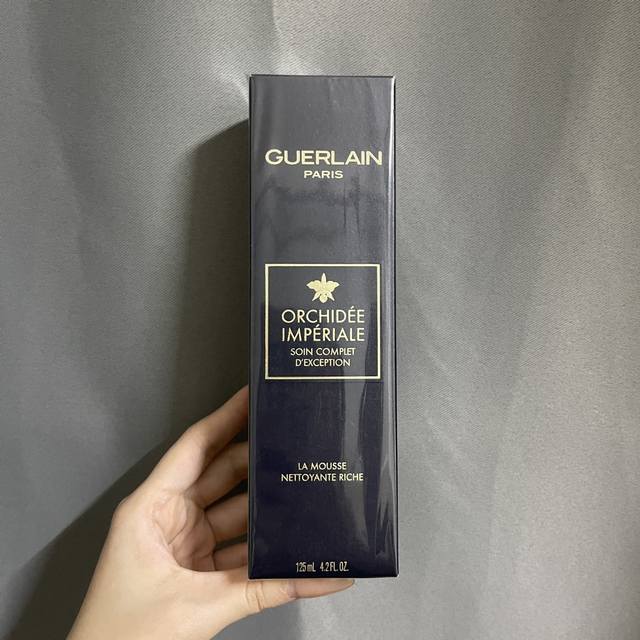 GUERLAIN
PARIS
ORCHIDÉE
IMPÉRIALE
SOIN COMPLET
D'EXCEPTION
LA MOUSSE
NETTOYANTE RICHE
125 mL 4.2 FL. OZ.